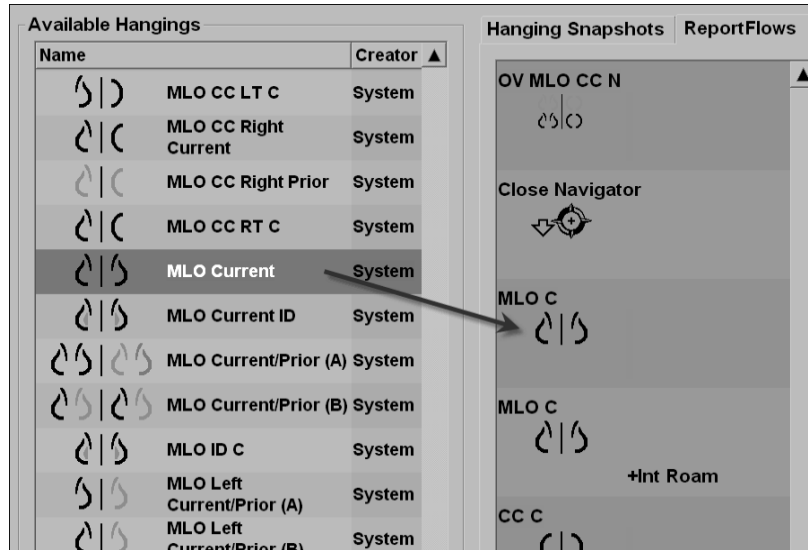 Available Hangings
Name Creator
MLO CC LT C System
MLO CC Right
Current System
MLO CC Right Prior System
MLO CC RT C System
MLO Current System
MLO Current ID System
MLO Current/Prior (A) System
MLO Current/Prior (B) System
MLO ID C System
MLO Left
Current/Prior (A) System
MLO Left
Current/Prior (B) System
Hanging Snapshots ReportFlows
OV MLO CC N
Close Navigator
MLO C
MLO C
+Int Roam
CC C